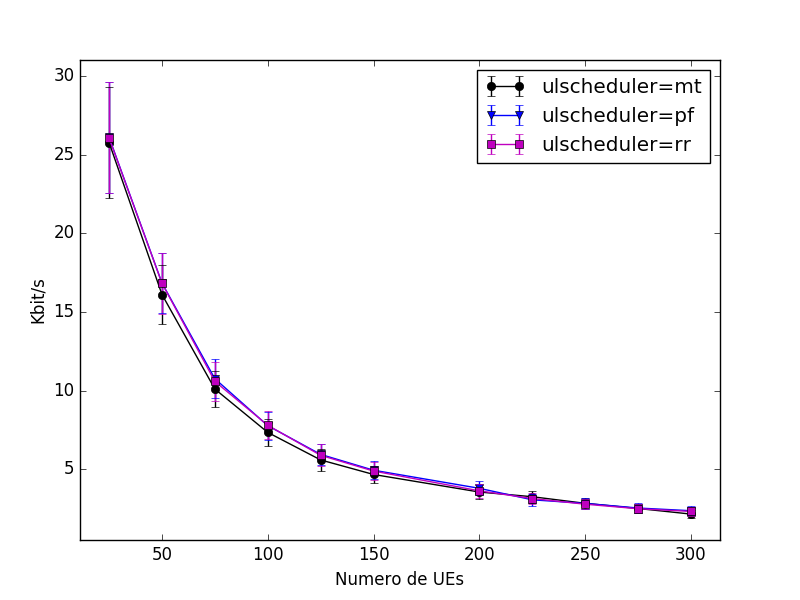 30
25
20
15
10
5
Kbit/s
50 100 150 200 250 300
Numero de UEs
ulscheduler=mt
ulscheduler=pf
ulscheduler=rr